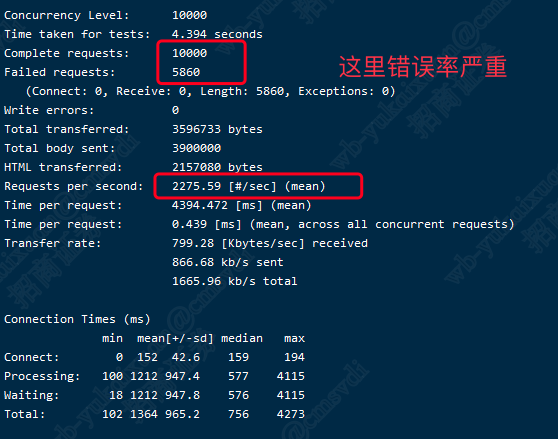 Concurrency Level:      10000
Time taken for tests:   4.394 seconds
Complete requests:      10000
Failed requests:        5860
这里错误率严重
   (Connect: 0, Receive: 0, Length: 5860, Exceptions: 0)
Write errors:           0
Total transferred:      3596733 bytes
Total body sent:        3900000
HTML transferred:       2157080 bytes
Requests per second:    2275.59 [#/sec] (mean)
Time per request:       4394.472 [ms] (mean)
Time per request:       0.439 [ms] (mean, across all concurrent requests)
Transfer rate:          799.28 [Kbytes/sec] received
                        866.68 kb/s sent
                        1665.96 kb/s total
Connection Times (ms)
              min  mean[+/-sd] median   max
Connect:        0  152  42.6    159     194
Processing:   100 1212 947.4    577    4115
Waiting:       18 1212 947.8    576    4115
Total:        102 1364 965.2    756    4273